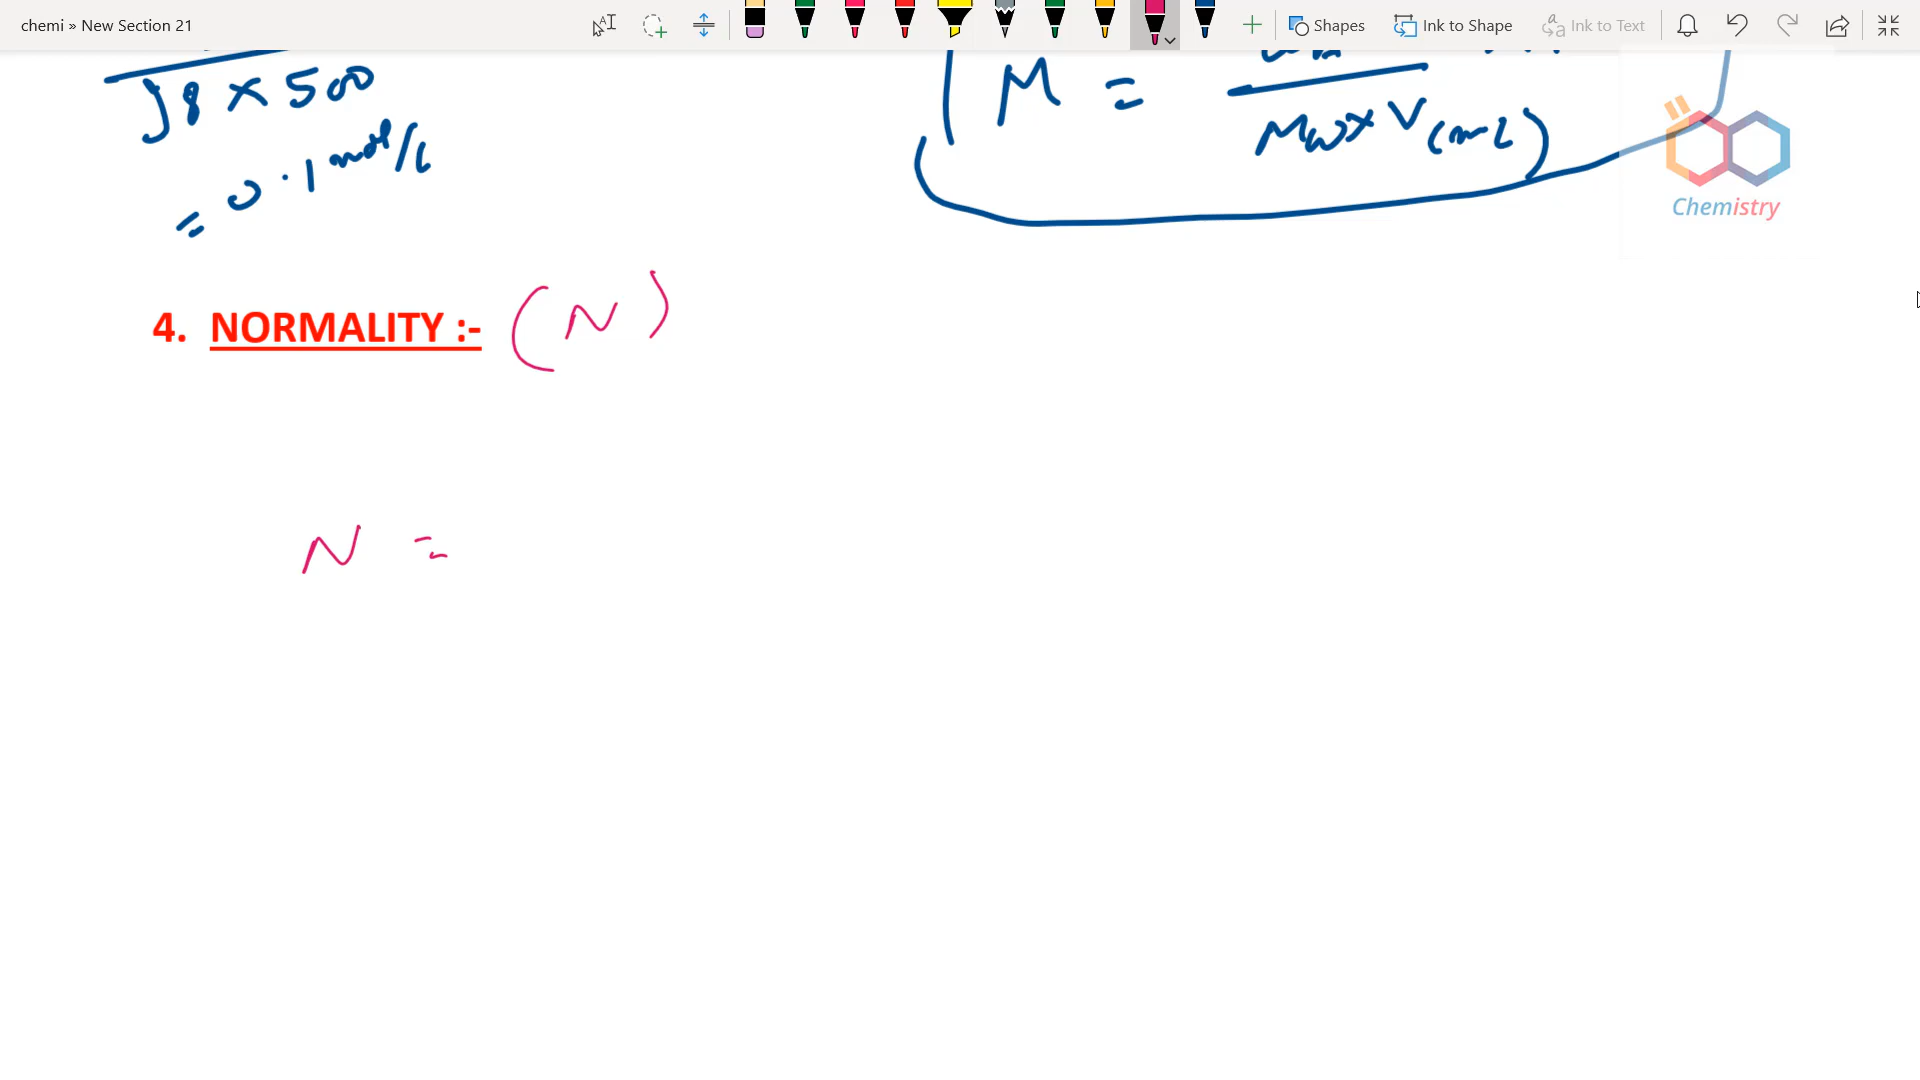 chemi » New Section 21
Shapes
Ink to Shape
Ink to Text
18 × 500
= 0.1 mol/L
M =
Mw × V (mL)
Chemistry
4. NORMALITY :- (N)
N =